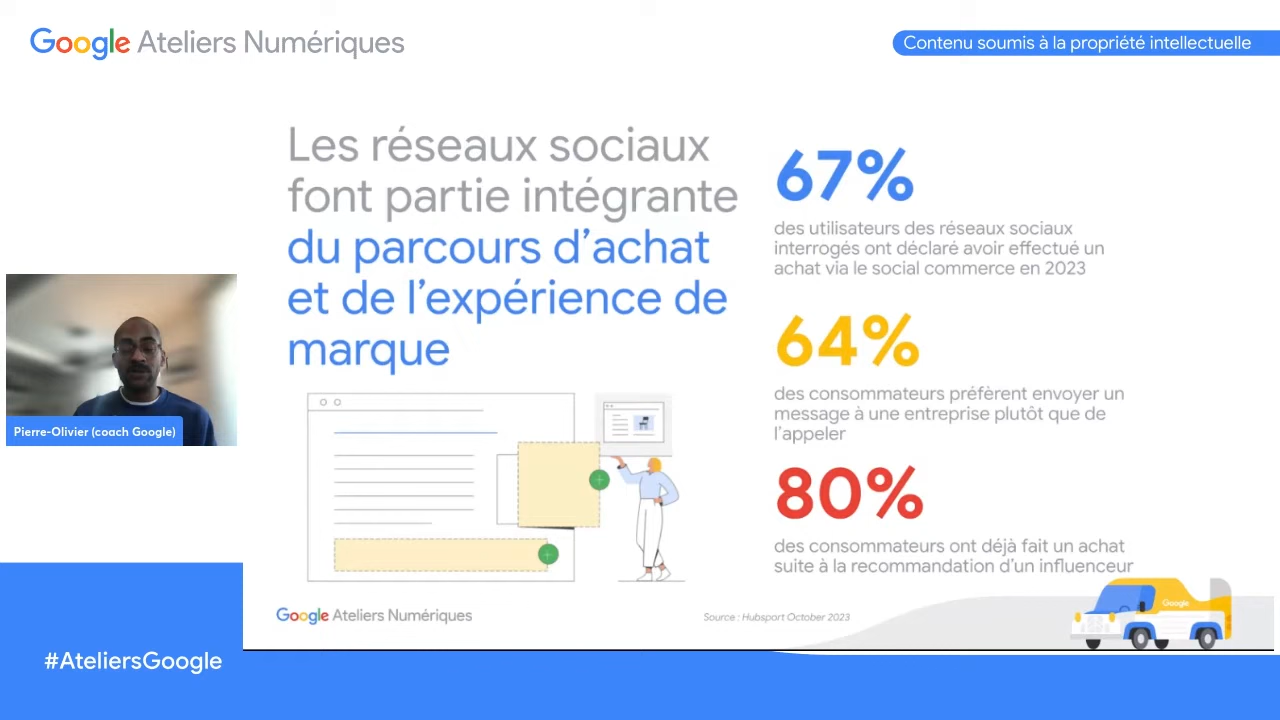 Google Ateliers Numériques
Contenu soumis à la propriété intellectuelle
Les réseaux sociaux
font partie intégrante
du parcours d'achat
et de l'expérience de
marque
67%
des utilisateurs des réseaux sociaux
interrogés ont déclaré avoir effectué un
achat via le social commerce en 2023
64%
des consommateurs préfèrent envoyer un
message à une entreprise plutôt que de
l'appeler
80%
des consommateurs ont déjà fait un achat
suite à la recommandation d'un influenceur
Pierre-Olivier (coach Google)
Google Ateliers Numériques
Source : Hubsport October 2023
Google
#AteliersGoogle